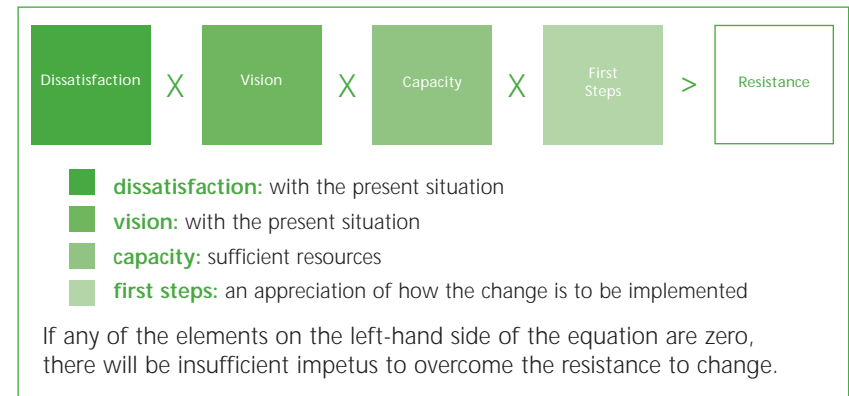 Dissatisfaction X Vision X Capacity X First Steps > Resistance
dissatisfaction: with the present situation
vision: with the present situation
capacity: sufficient resources
first steps: an appreciation of how the change is to be implemented
If any of the elements on the left-hand side of the equation are zero,
there will be insufficient impetus to overcome the resistance to change.